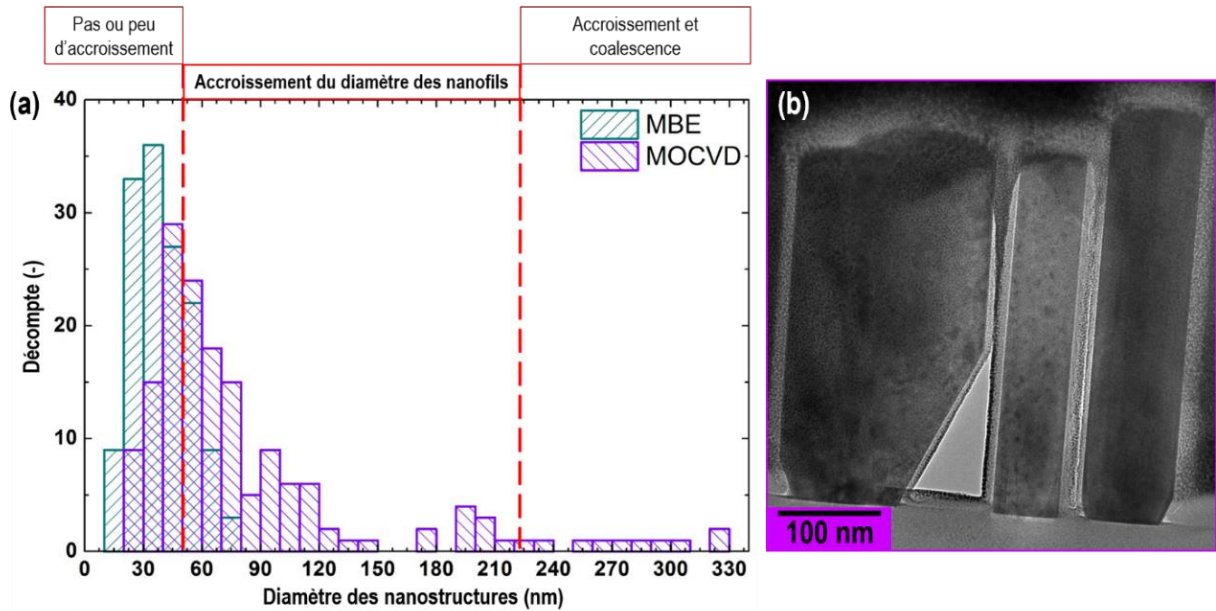 Pas ou peu
d'accroissement
Accroissement et
coalescence
Accroissement du diamètre des nanofils
(a)
40
30
20
10
0
Décompte (-)
MBE
MOCVD
0 30 60 90 120 150 180 210 240 270 300 330
Diamètre des nanostructures (nm)
(b)
100 nm